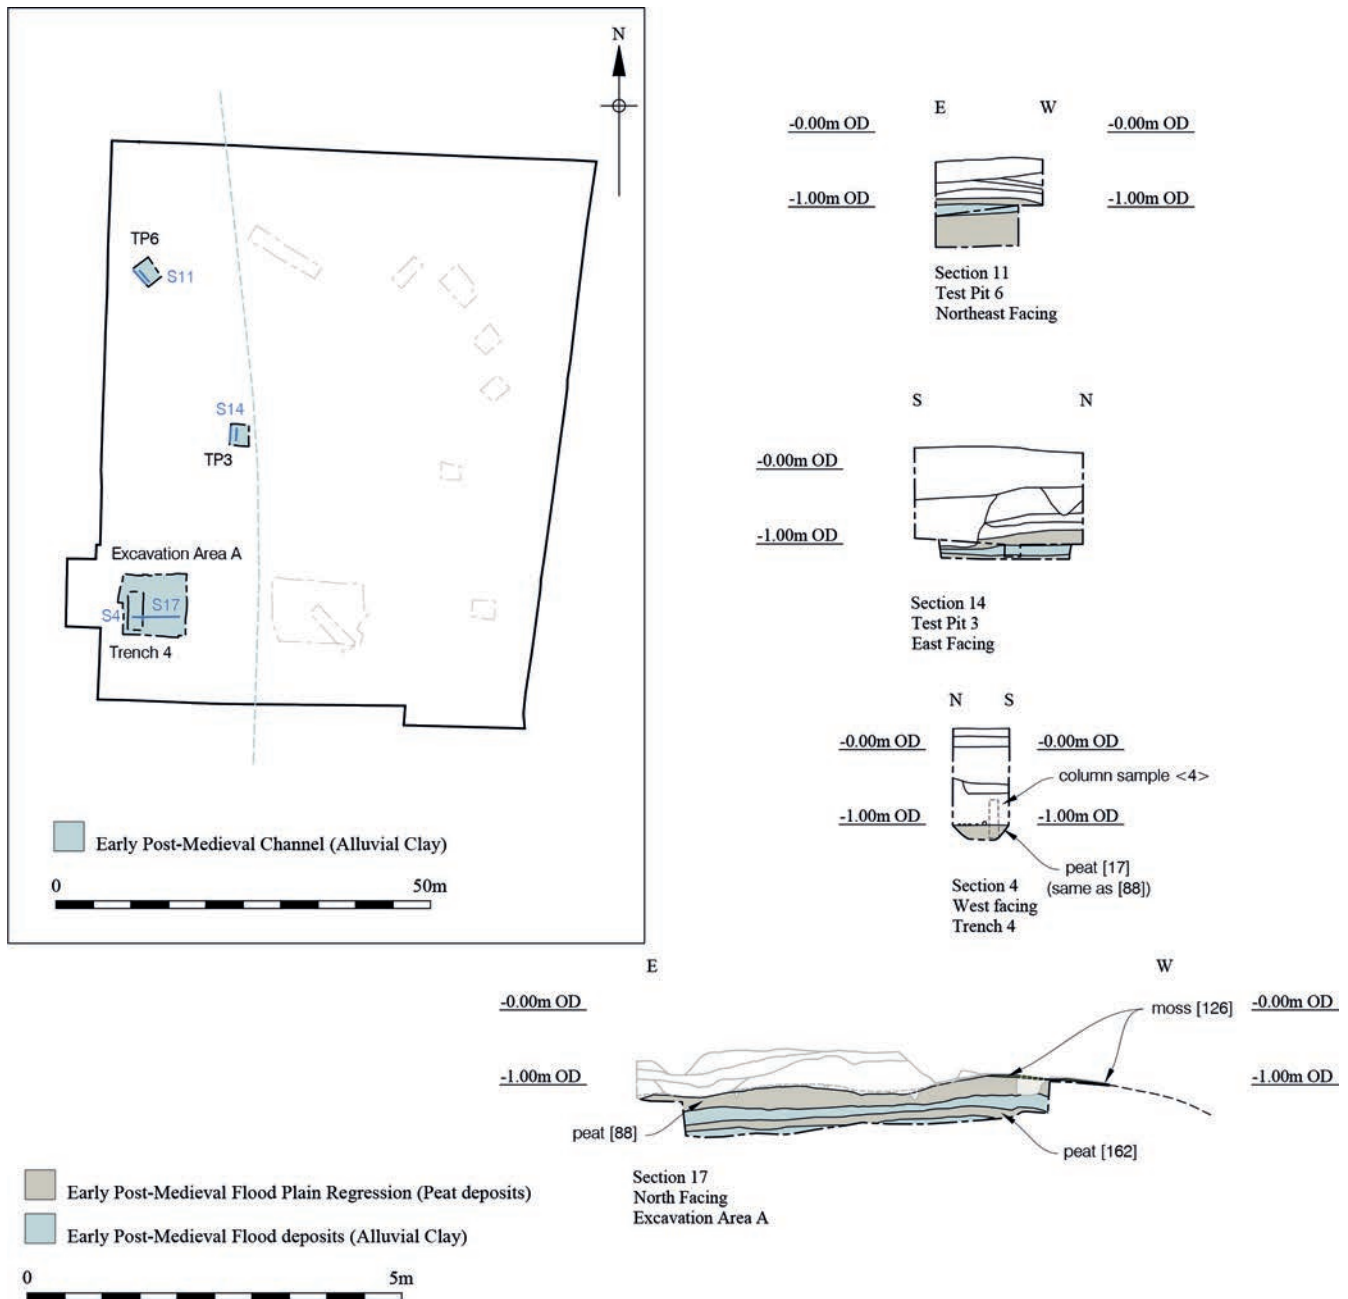 N
TP6
S11
S14
TP3
Excavation Area A
S4
S17
Trench 4
Early Post-Medieval Channel (Alluvial Clay)
0
50m
E
W
-0.00m OD
-0.00m OD
-1.00m OD
-1.00m OD
Section 11
Test Pit 6
Northeast Facing
S
N
-0.00m OD
-1.00m OD
Section 14
Test Pit 3
East Facing
N
S
-0.00m OD
-0.00m OD
column sample <4>
-1.00m OD
-1.00m OD
peat [17]
(same as [88])
Section 4
West facing
Trench 4
E
W
-0.00m OD
moss [126]
-0.00m OD
-1.00m OD
-1.00m OD
peat [88]
peat [162]
Section 17
North Facing
Excavation Area A
Early Post-Medieval Flood Plain Regression (Peat deposits)
Early Post-Medieval Flood deposits (Alluvial Clay)
0
5m